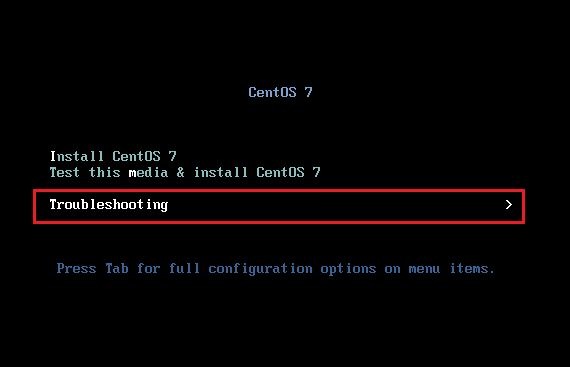 CentOS 7
Install CentOS 7
Test this media & install CentOS 7
Troubleshooting >
Press Tab for full configuration options on menu items.